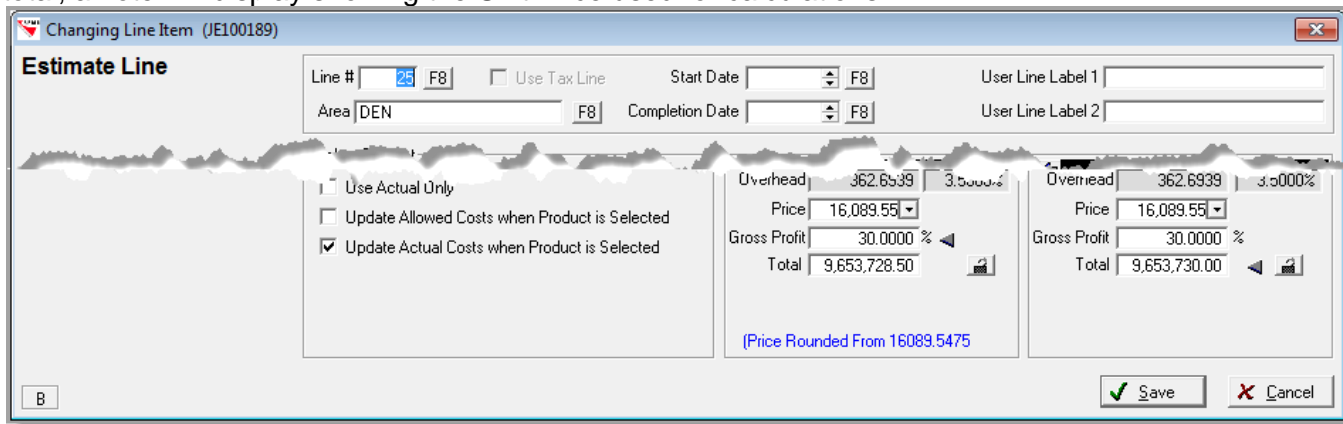 Changing Line Item (JE100189)
Estimate Line
Line # 25 F8 Use Tax Line Start Date F8 User Line Label 1
Area DEN F8 Completion Date F8 User Line Label 2
Use Actual Only
Overhead 362.6939 3.5000% Overhead 362.6939 3.5000%
Update Allowed Costs when Product is Selected
Price 16,089.55 Price 16,089.55
Update Actual Costs when Product is Selected
Gross Profit 30.0000 % Gross Profit 30.0000 %
Total 9,653,728.50 Total 9,653,730.00
(Price Rounded From 16089.5475
B
Save Cancel